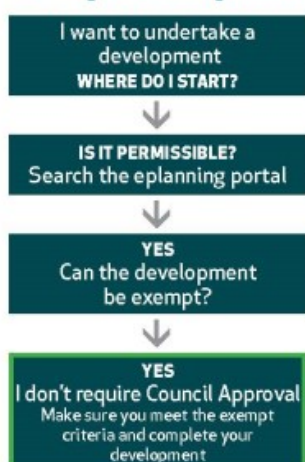 I want to undertake a
development
WHERE DO I START?
IS IT PERMISSIBLE?
Search the eplanning portal
YES
Can the development
be exempt?
YES
I don't require Council Approval
Make sure you meet the exempt
criteria and complete your
development